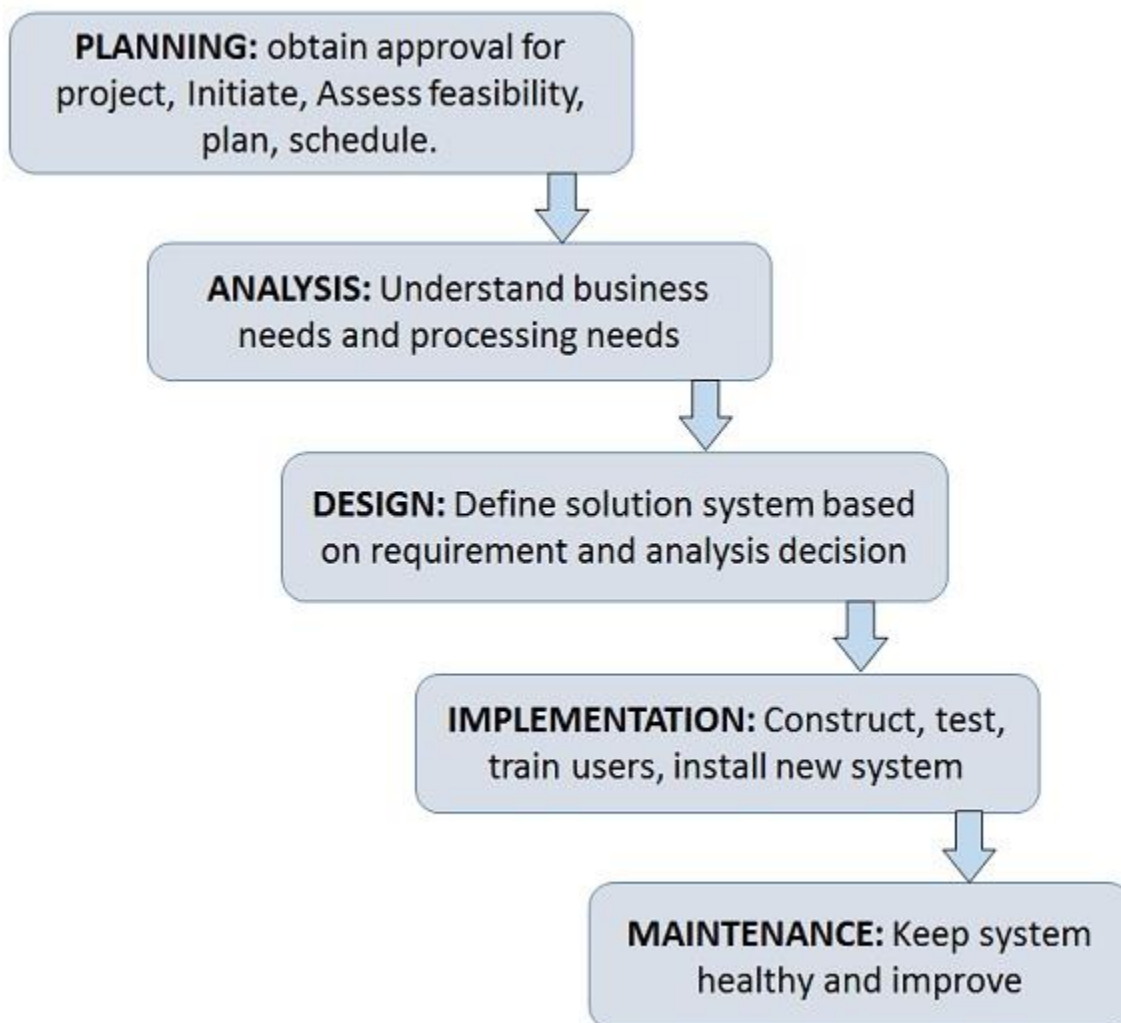 PLANNING: obtain approval for
project, Initiate, Assess feasibility,
plan, schedule.
ANALYSIS: Understand business
needs and processing needs
DESIGN: Define solution system based
on requirement and analysis decision
IMPLEMENTATION: Construct, test,
train users, install new system
MAINTENANCE: Keep system
healthy and improve